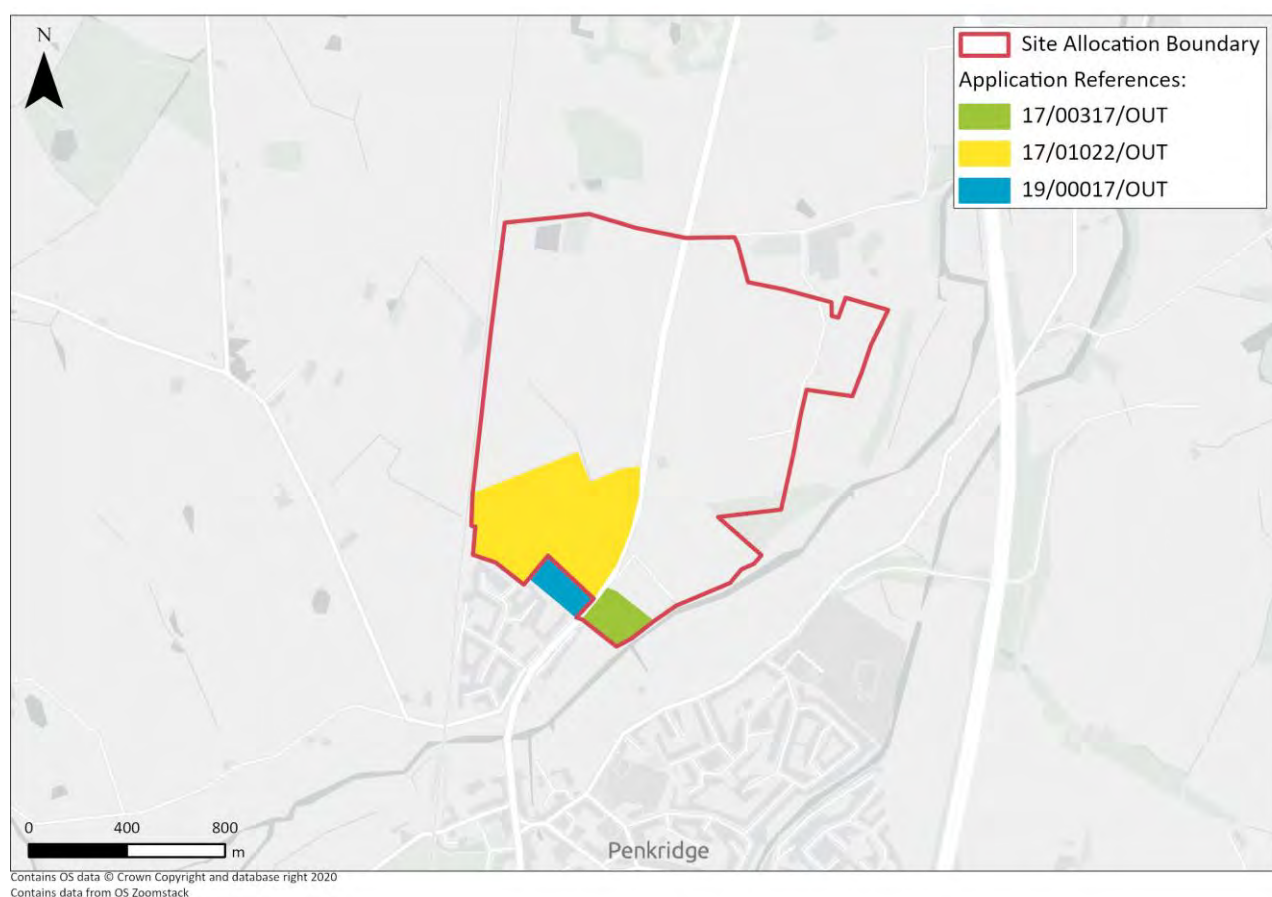 N
Site Allocation Boundary
Application References:
17/00317/OUT
17/01022/OUT
19/00017/OUT
0 400 800
m
Penkridge
Contains OS data © Crown Copyright and database right 2020
Contains data from OS Zoomstack